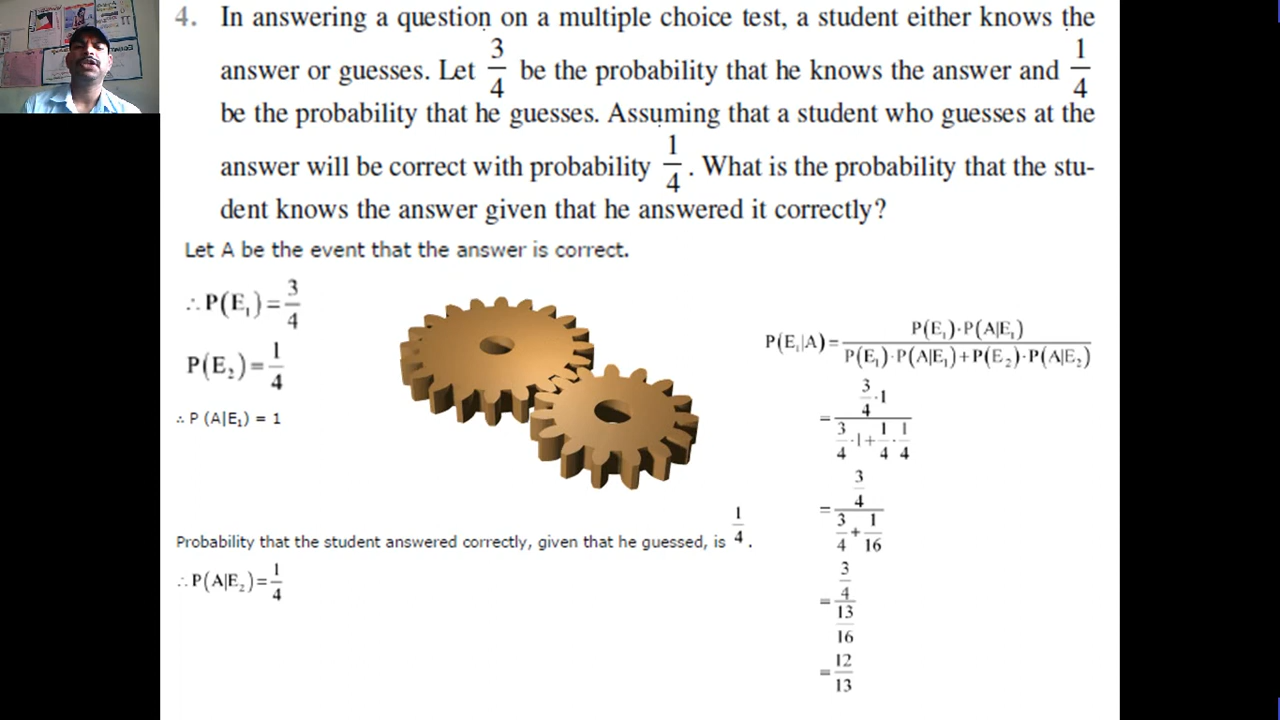 4. In answering a question on a multiple choice test, a student either knows the
answer or guesses. Let 3/4 be the probability that he knows the answer and 1/4
be the probability that he guesses. Assuming that a student who guesses at the
answer will be correct with probability 1/4. What is the probability that the stu-
dent knows the answer given that he answered it correctly?
Let A be the event that the answer is correct.
∴ P(E₁) = 3/4
P(E₂) = 1/4
∴ P (A|E₁) = 1
Probability that the student answered correctly, given that he guessed, is 1/4.
∴ P(A|E₂) = 1/4
P(E₁|A) = P(E₁)·P(A|E₁) / P(E₁)·P(A|E₁)+P(E₂)·P(A|E₂)
= (3/4·1) / (3/4·1+1/4·1/4)
= (3/4) / (3/4+1/16)
= (3/4) / (13/16)
= 12/13